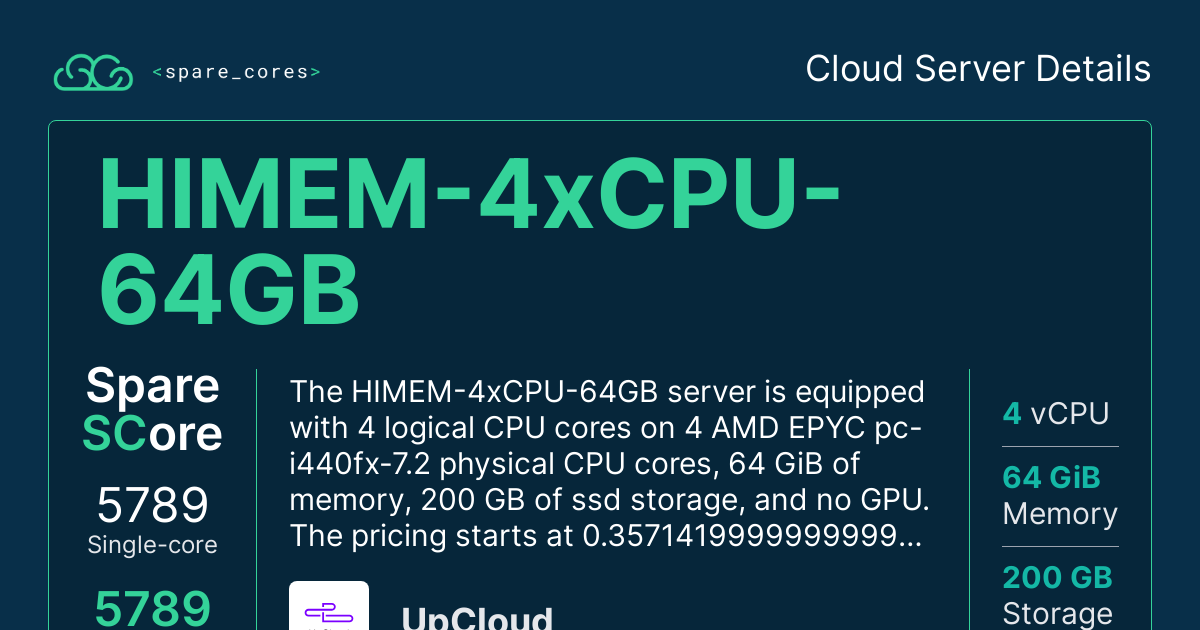 <spare_cores>
Cloud Server Details
HIMEM-4xCPU-
64GB
Spare
SCore
5789
Single-core
5789
The HIMEM-4xCPU-64GB server is equipped
with 4 logical CPU cores on 4 AMD EPYC pc-
i440fx-7.2 physical CPU cores, 64 GiB of
memory, 200 GB of ssd storage, and no GPU.
The pricing starts at 0.3571419999999999...
UpCloud
4 vCPU
64 GiB
Memory
200 GB
Storage